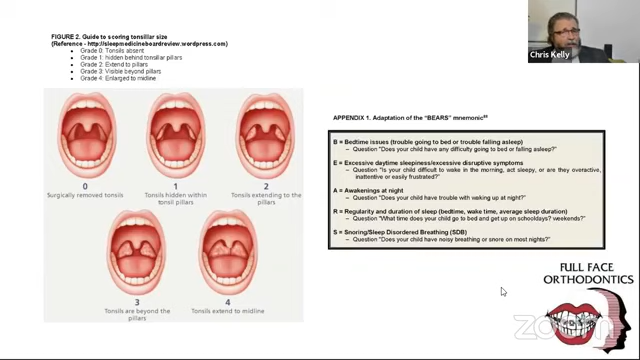 FIGURE 2. Guide to scoring tonsillar size
(Reference - http://sleepmedicineboardreview.wordpress.com)
• Grade 0: Tonsils absent
• Grade 1: hidden behind tonsillar pillars
• Grade 2: Extend to pillars
• Grade 3: Visible beyond pillars
• Grade 4: Enlarged to midline
0
Surgically removed tonsils
1
Tonsils hidden within
tonsil pillars
2
Tonsils extending to the
pillars
3
Tonsils are beyond the
pillars
4
Tonsils extend to midline
Chris Kelly
APPENDIX 1. Adaptation of the "BEARS" mnemonic
B = Bedtime issues (trouble going to bed or trouble falling asleep)
– Question "Does your child have any difficulty going to bed or falling asleep?"
E = Excessive daytime sleepiness/excessive disruptive symptoms
– Question "Is your child difficult to wake in the morning, act sleepy, or are they overactive,
inattentive or easily frustrated?"
A = Awakenings at night
– Question "Does your child have trouble with waking up at night?"
R = Regularity and duration of sleep (bedtime, wake time, average sleep duration)
– Question "What time does your child go to bed and get up on schooldays? weekends?"
S = Snoring/Sleep Disordered Breathing (SDB)
– Question "Does your child have noisy breathing or snore on most nights?"
FULL FACE
ORTHODONTICS
zoom